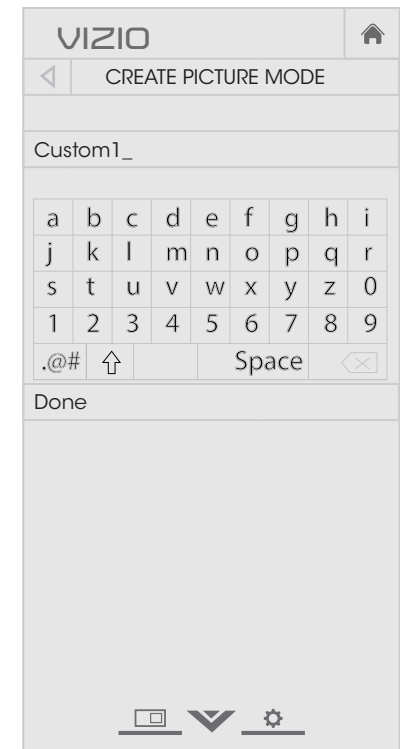 VIZIO
CREATE PICTURE MODE
Custom1_
a b c d e f g h i
j k l m n o p q r
s t u v w x y z 0
1 2 3 4 5 6 7 8 9
.@# Space
Done